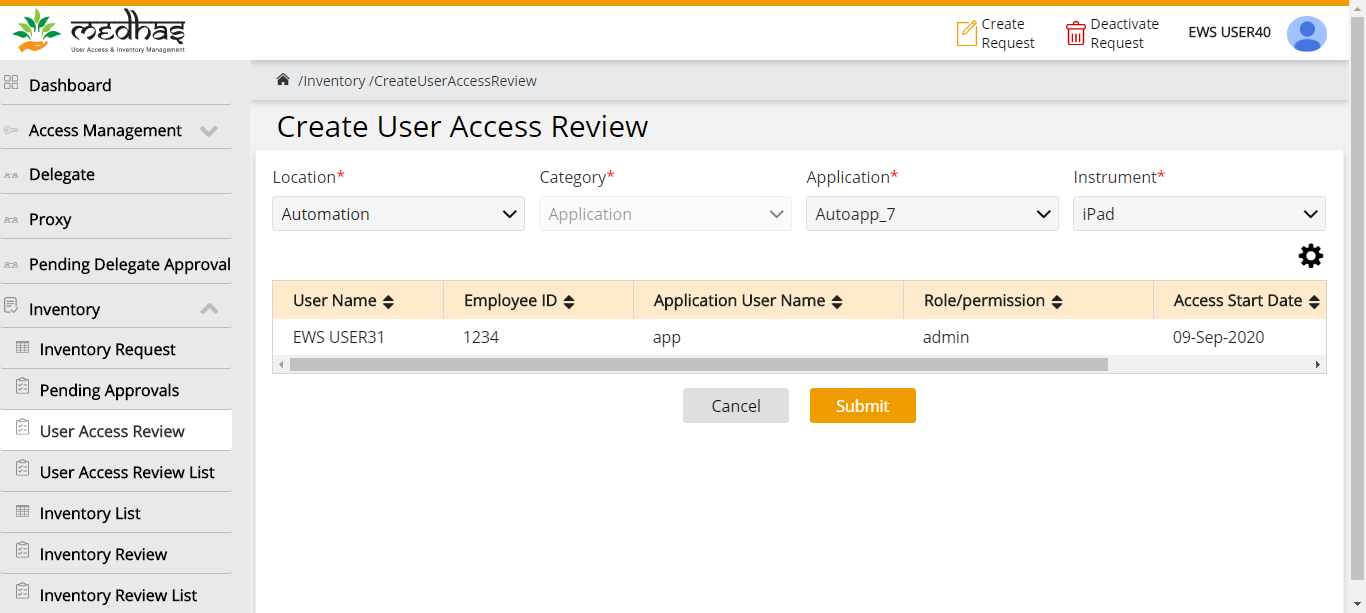 medhas
User Access & Inventory Management
Create
Request
Deactivate
Request
EWS USER40
Dashboard
Access Management
Delegate
Proxy
Pending Delegate Approval
Inventory
Inventory Request
Pending Approvals
User Access Review
User Access Review List
Inventory List
Inventory Review
Inventory Review List
/Inventory /CreateUserAccessReview
Create User Access Review
Location* Category* Application* Instrument*
Automation Application Autoapp_7 iPad
User Name Employee ID Application User Name Role/permission Access Start Date
EWS USER31 1234 app admin 09-Sep-2020
Cancel Submit